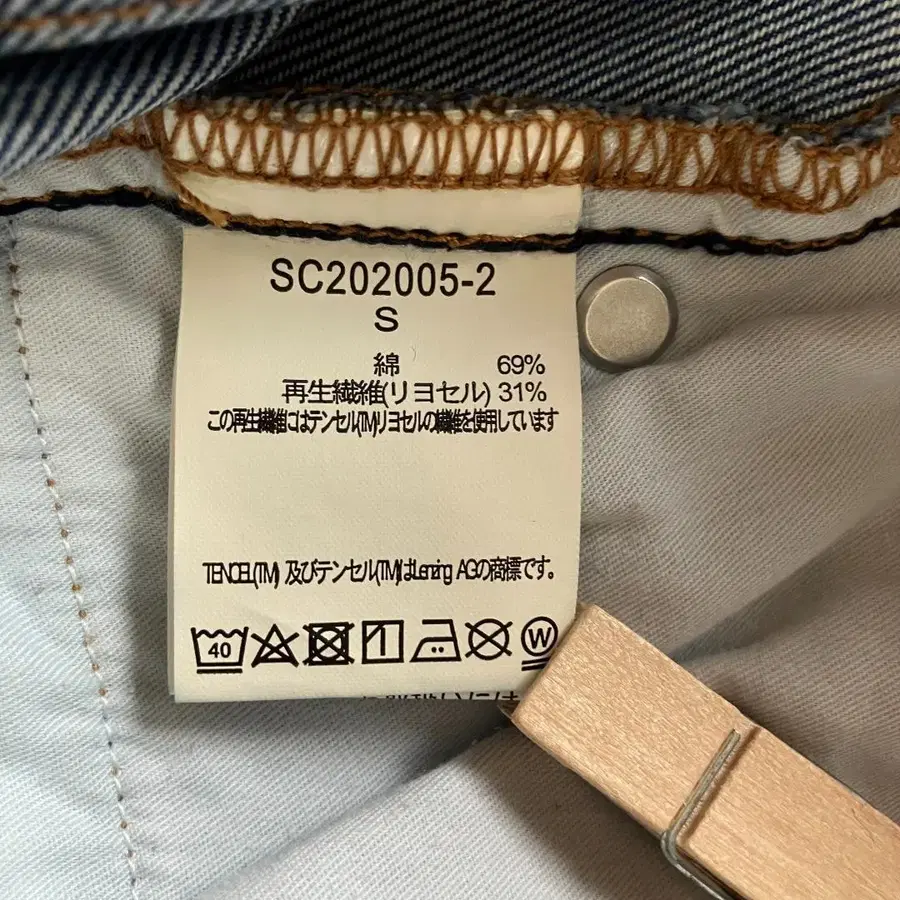 SC202005-2
S
綿 69%
再生繊維(リヨセル) 31%
この再生繊維にはテンセル(TM)リヨセルの繊維を使用しています
TENCEL(TM) 及びテンセル(TM)はLenzing AGの商標です。
40 W